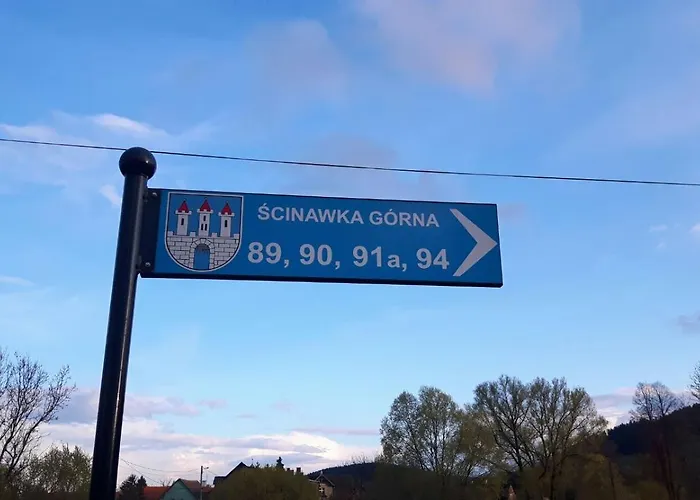 ŚCINAWKA GÓRNA
89, 90, 91a, 94